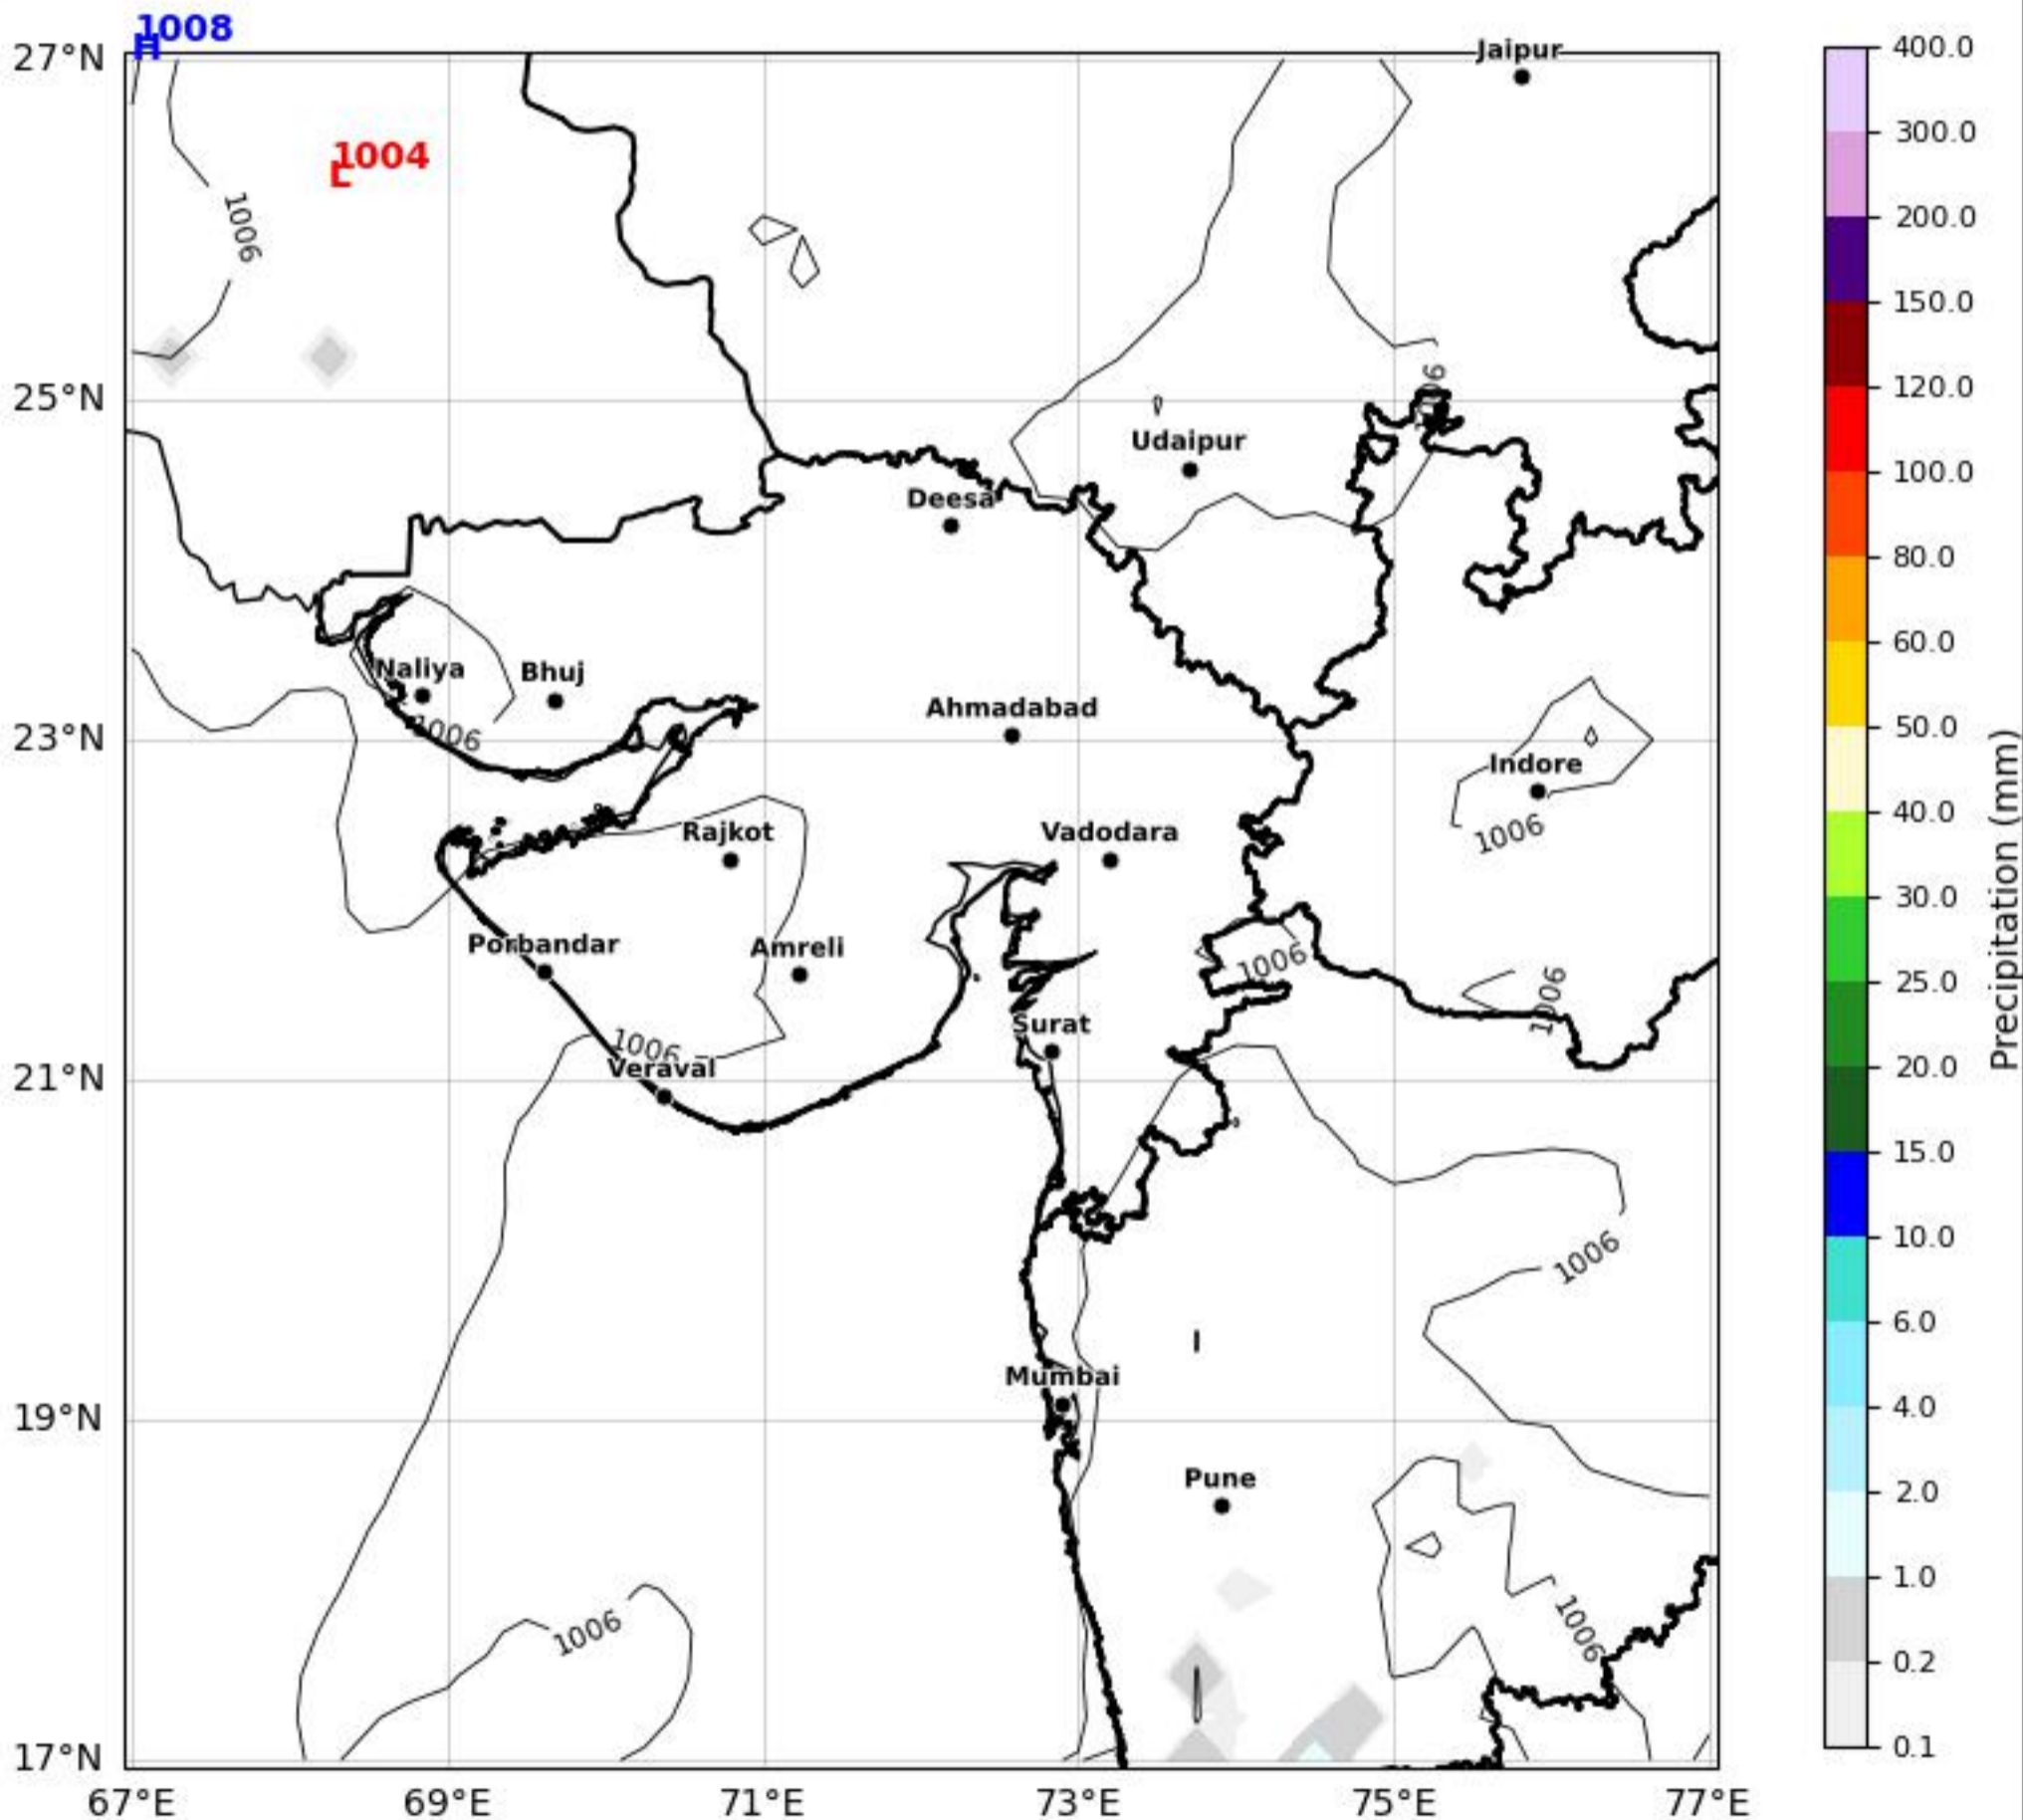 1008
H
27°N
Jaipur
400.0
1004
L
300.0
1006
200.0
150.0
120.0
1006
25°N
Udaipur
100.0
Deesa
80.0
60.0
Naliya
Bhuj
Ahmadabad
50.0
1006
23°N
Indore
40.0
Rajkot
Vadodara
1006
Precipitation (mm)
30.0
Porbandar
Amreli
1006
1006
25.0
Surat
1006
Veraval
21°N
20.0
15.0
1006
10.0
6.0
Mumbai
19°N
4.0
Pune
2.0
1.0
1006
1006
0.2
17°N
0.1
67°E
69°E
71°E
73°E
75°E
77°E